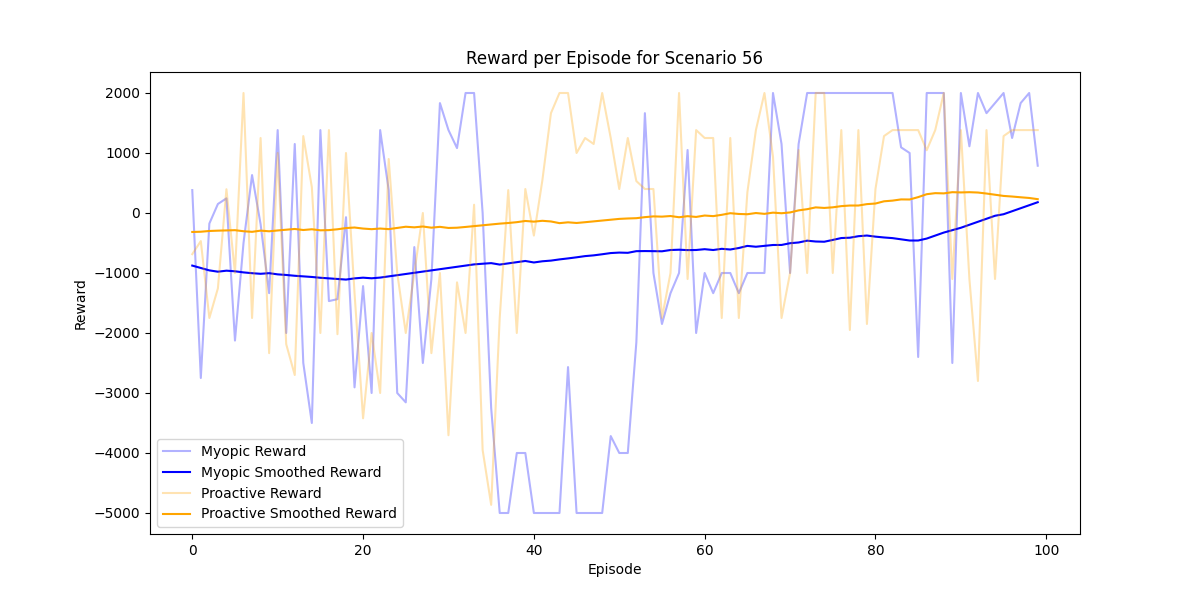 Reward per Episode for Scenario 56
Reward
2000
1000
0
−1000
−2000
−3000
−4000
−5000
Myopic Reward
Myopic Smoothed Reward
Proactive Reward
Proactive Smoothed Reward
0 20 40 60 80 100
Episode